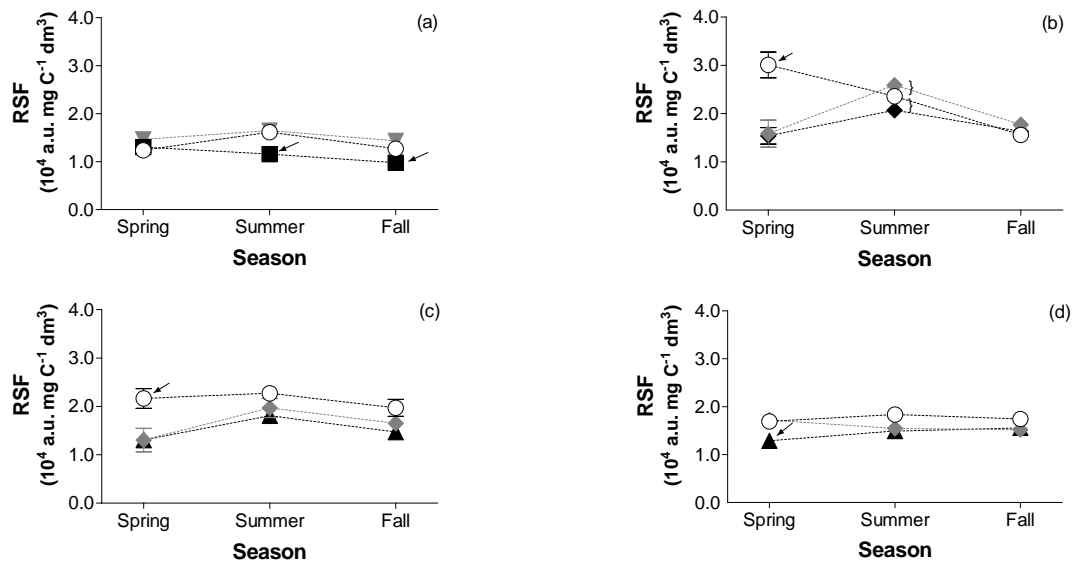 (a)
RSF
(10⁴ a.u. mg C⁻¹ dm³)
4.0
3.0
2.0
1.0
0.0
Spring Summer Fall
Season
(b)
RSF
(10⁴ a.u. mg C⁻¹ dm³)
4.0
3.0
2.0
1.0
0.0
Spring Summer Fall
Season
(c)
RSF
(10⁴ a.u. mg C⁻¹ dm³)
4.0
3.0
2.0
1.0
0.0
Spring Summer Fall
Season
(d)
RSF
(10⁴ a.u. mg C⁻¹ dm³)
4.0
3.0
2.0
1.0
0.0
Spring Summer Fall
Season